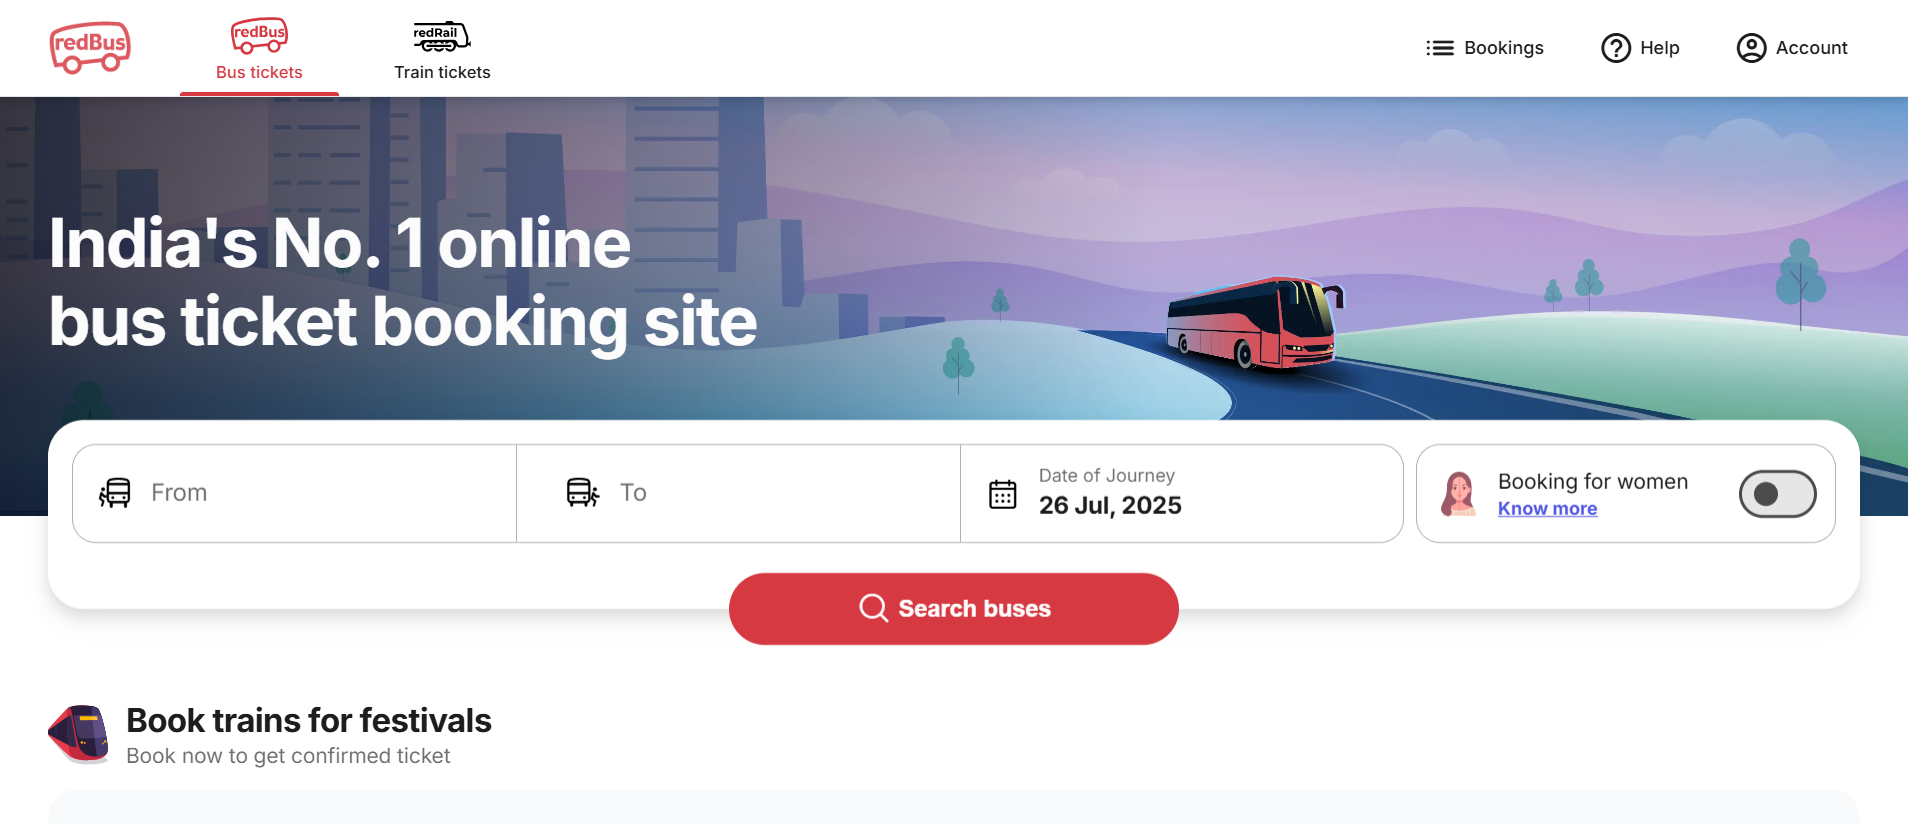 redBus
redBus
Bus tickets
redRail
Train tickets
Bookings
Help
Account
India's No. 1 online
bus ticket booking site
From
To
Date of Journey
26 Jul, 2025
Booking for women
Know more
Search buses
Book trains for festivals
Book now to get confirmed ticket